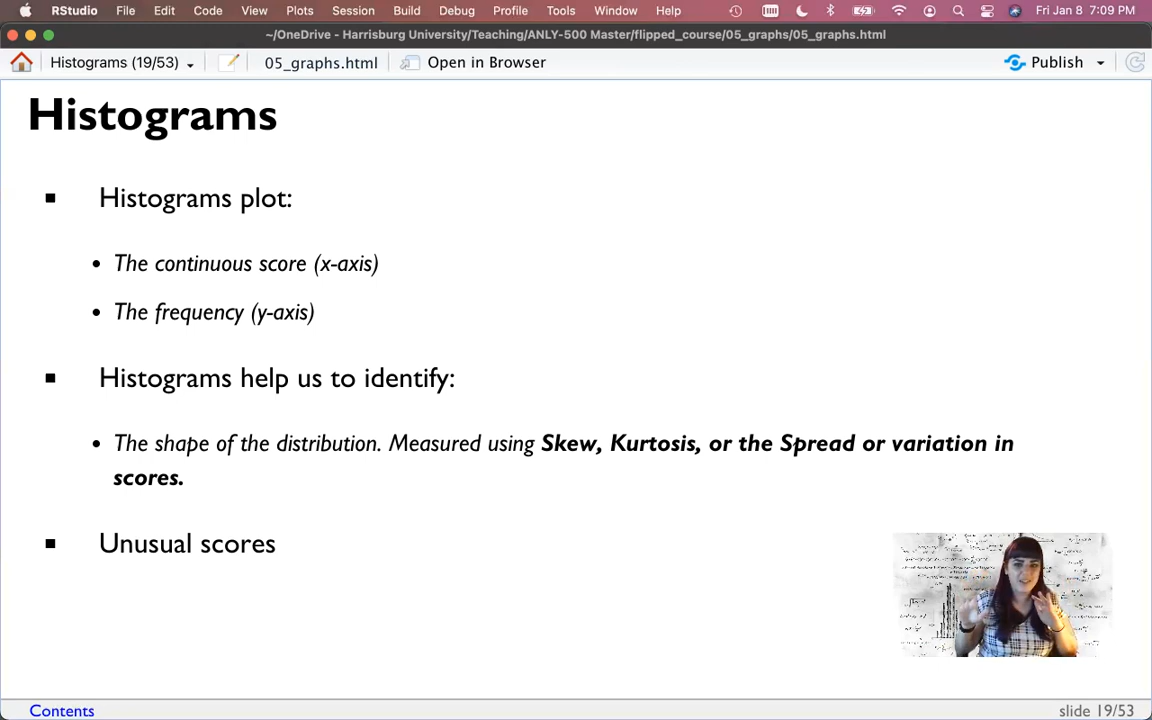 RStudio File Edit Code View Plots Session Build Debug Profile Tools Window Help Fri Jan 8 7:09 PM
~/OneDrive - Harrisburg University/Teaching/ANLY-500 Master/flipped_course/05_graphs/05_graphs.html
Histograms (19/53) 05_graphs.html Open in Browser Publish
Histograms
Histograms plot:
The continuous score (x-axis)
The frequency (y-axis)
Histograms help us to identify:
The shape of the distribution. Measured using Skew, Kurtosis, or the Spread or variation in
scores.
Unusual scores
Contents slide 19/53